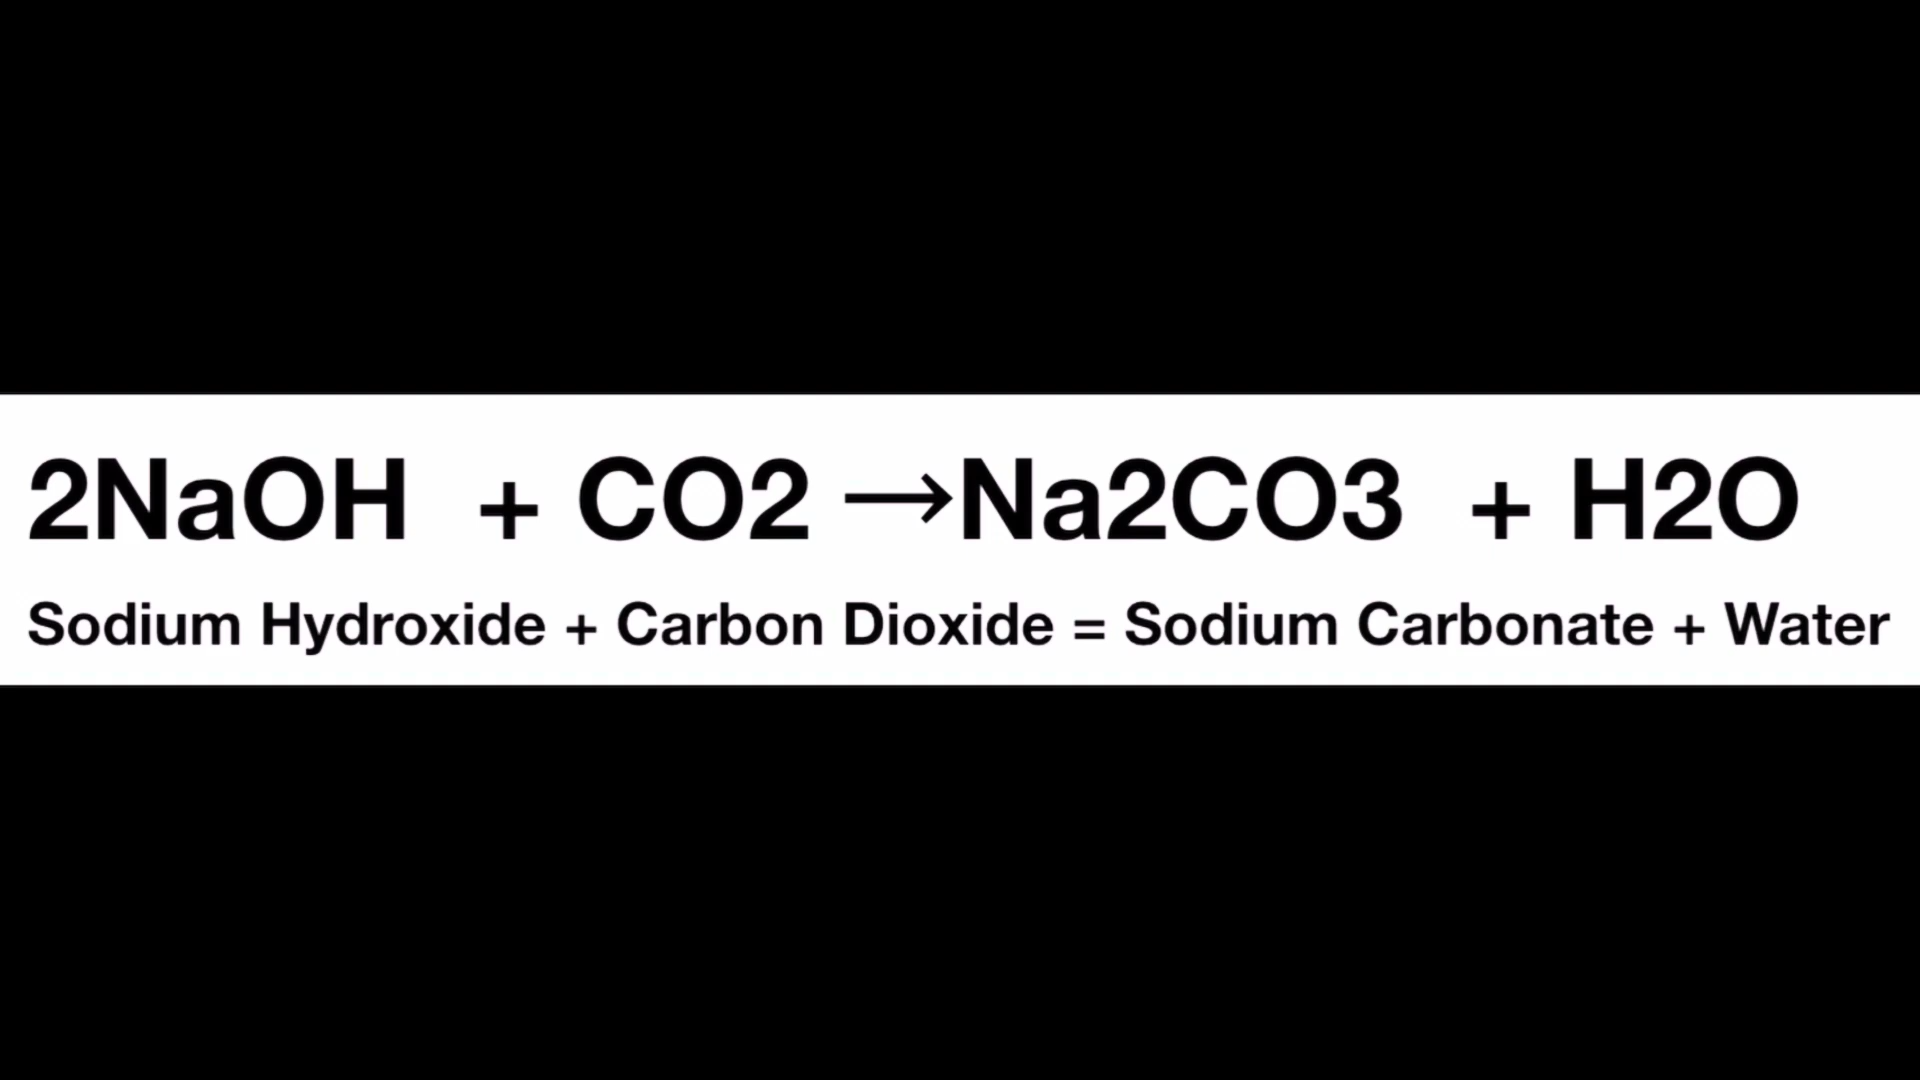 2NaOH + CO2 →Na2CO3 + H2O
Sodium Hydroxide + Carbon Dioxide = Sodium Carbonate + Water